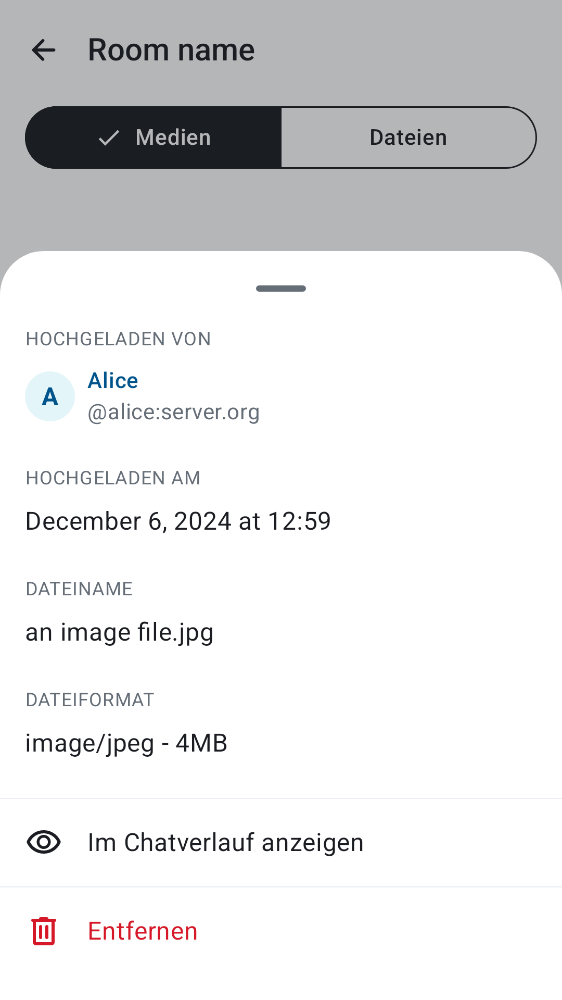 Room name
Medien
Dateien
HOCHGELADEN VON
A
Alice
@alice:server.org
HOCHGELADEN AM
December 6, 2024 at 12:59
DATEINAME
an image file.jpg
DATEIFORMAT
image/jpeg - 4MB
Im Chatverlauf anzeigen
Entfernen